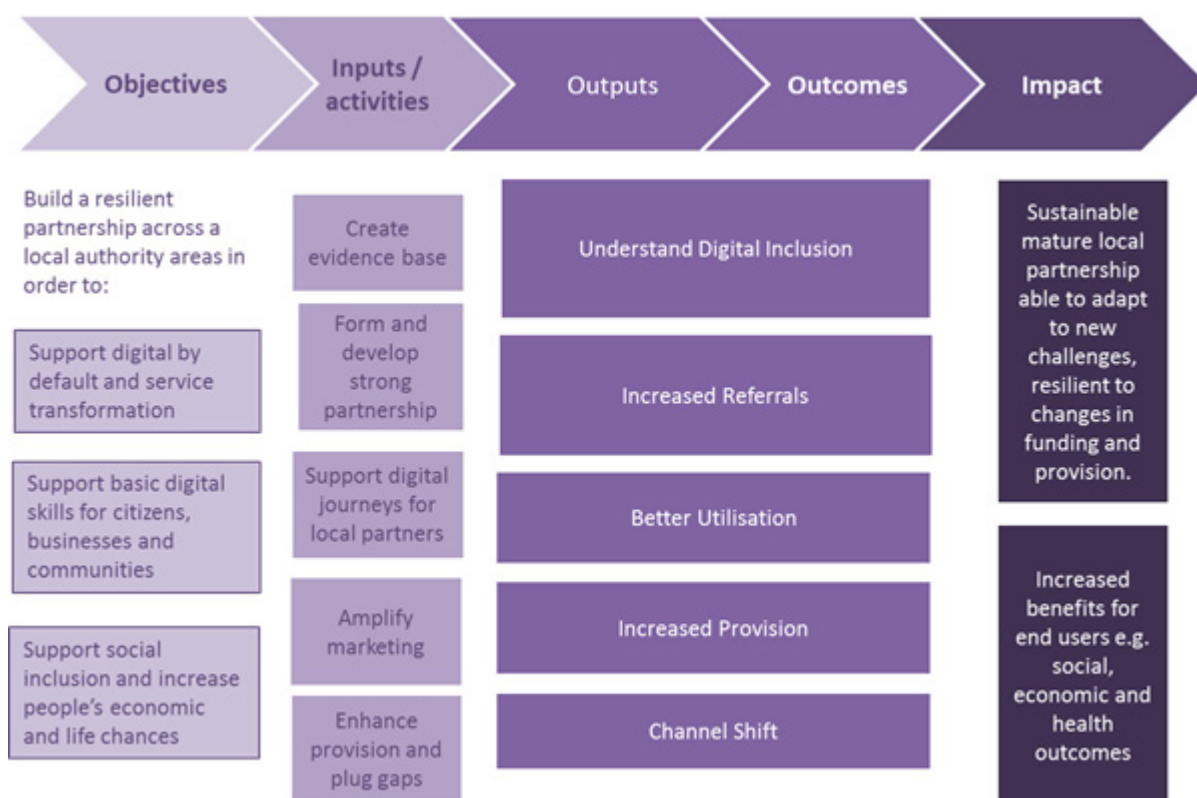 Objectives
Inputs /
activities
Outputs
Outcomes
Impact
Build a resilient
partnership across a
local authority areas in
order to:
Support digital by
default and service
transformation
Support basic digital
skills for citizens,
businesses and
communities
Support social
inclusion and increase
people's economic
and life chances
Create
evidence base
Form and
develop
strong
partnership
Support digital
journeys for
local partners
Amplify
marketing
Enhance
provision and
plug gaps
Understand Digital Inclusion
Increased Referrals
Better Utilisation
Increased Provision
Channel Shift
Sustainable
mature local
partnership
able to adapt
to new
challenges,
resilient to
changes in
funding and
provision.
Increased
benefits for
end users e.g.
social,
economic and
health
outcomes